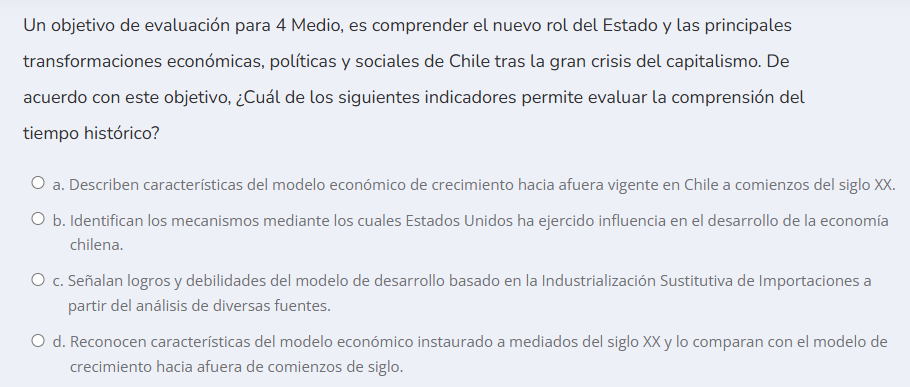 Un objetivo de evaluación para 4 Medio, es comprender el nuevo rol del Estado y las principales
transformaciones económicas, políticas y sociales de Chile tras la gran crisis del capitalismo. De
acuerdo con este objetivo, ¿Cuál de los siguientes indicadores permite evaluar la comprensión del
tiempo histórico?
a. Describen características del modelo económico de crecimiento hacia afuera vigente en Chile a comienzos del siglo XX.
b. Identifican los mecanismos mediante los cuales Estados Unidos ha ejercido influencia en el desarrollo de la economía
chilena.
c. Señalan logros y debilidades del modelo de desarrollo basado en la Industrialización Sustitutiva de Importaciones a
partir del análisis de diversas fuentes.
d. Reconocen características del modelo económico instaurado a mediados del siglo XX y lo comparan con el modelo de
crecimiento hacia afuera de comienzos de siglo.